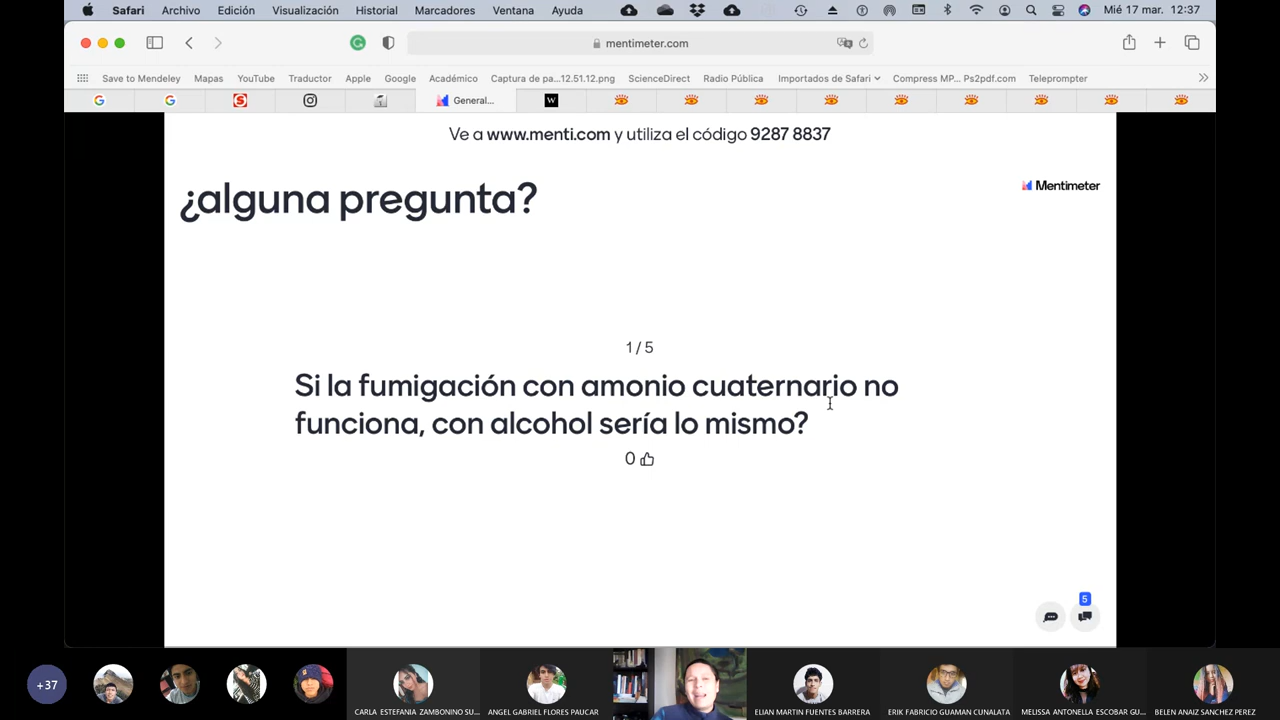 Safari Archivo Edición Visualización Historial Marcadores Ventana Ayuda Mié 17 mar. 12:37
mentimeter.com
Save to Mendeley Mapas YouTube Traductor Apple Google Académico Captura de pa...12.51.12.png ScienceDirect Radio Pública Importados de Safari Compress MP... Ps2pdf.com Teleprompter
General...
Ve a www.menti.com y utiliza el código 9287 8837
¿alguna pregunta?
Mentimeter
1 / 5
Si la fumigación con amonio cuaternario no
funciona, con alcohol sería lo mismo?
0
5
+37
CARLA ESTEFANIA ZAMBONINO SU... ANGEL GABRIEL FLORES PAUCAR ELIAN MARTIN FUENTES BARRERA ERIK FABRICIO GUAMAN CUNALATA MELISSA ANTONELLA ESCOBAR GU... BELEN ANAIZ SANCHEZ PEREZ